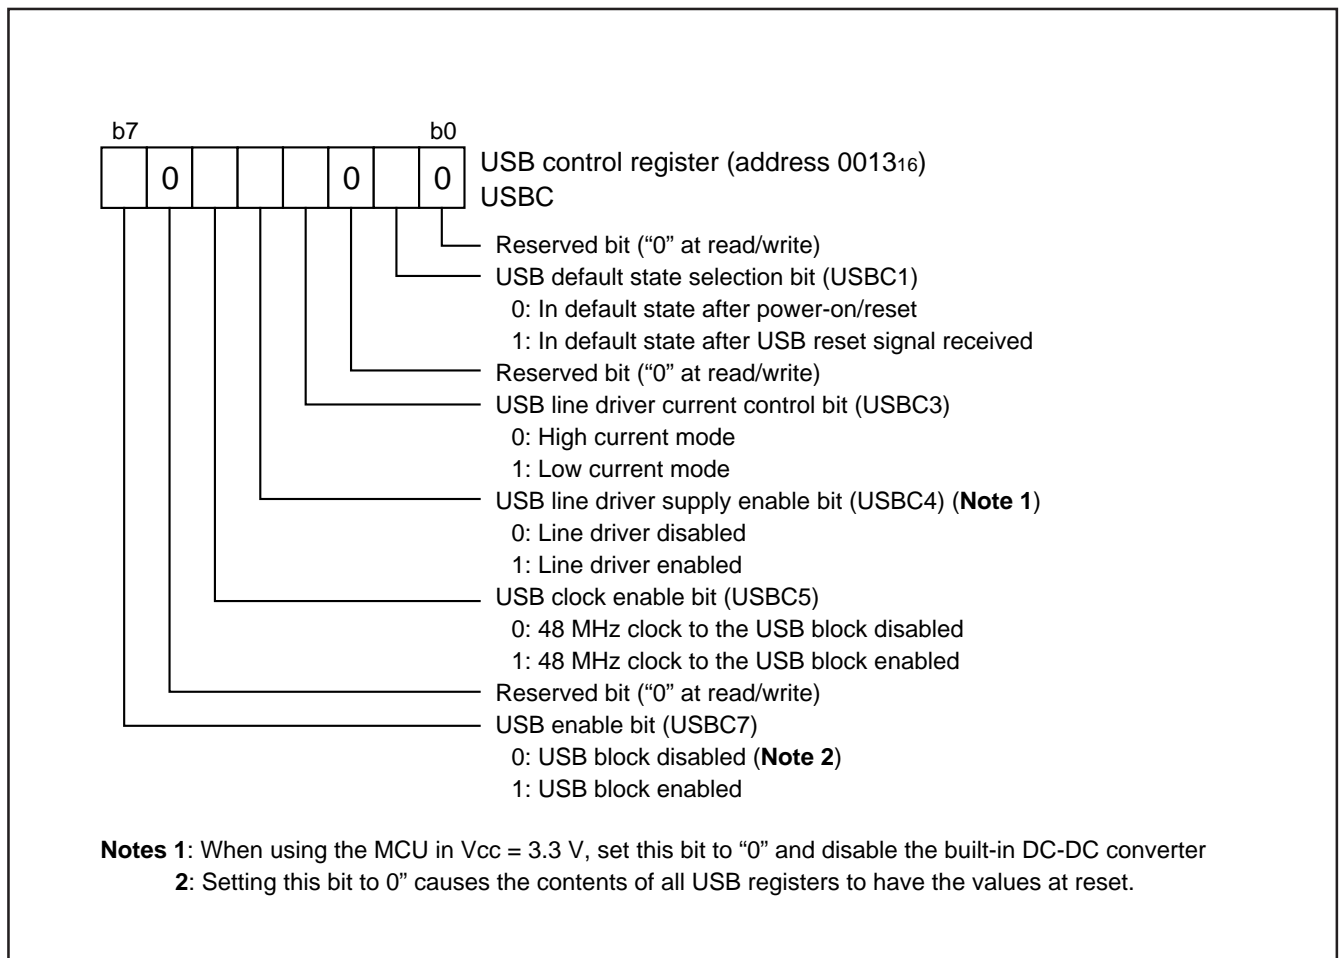 b7 b0
0 0 0
USB control register (address 001316)
USBC
Reserved bit (“0” at read/write)
USB default state selection bit (USBC1)
0: In default state after power-on/reset
1: In default state after USB reset signal received
Reserved bit (“0” at read/write)
USB line driver current control bit (USBC3)
0: High current mode
1: Low current mode
USB line driver supply enable bit (USBC4) (Note 1)
0: Line driver disabled
1: Line driver enabled
USB clock enable bit (USBC5)
0: 48 MHz clock to the USB block disabled
1: 48 MHz clock to the USB block enabled
Reserved bit (“0” at read/write)
USB enable bit (USBC7)
0: USB block disabled (Note 2)
1: USB block enabled
Notes 1: When using the MCU in Vcc = 3.3 V, set this bit to “0” and disable the built-in DC-DC converter
2: Setting this bit to 0” causes the contents of all USB registers to have the values at reset.